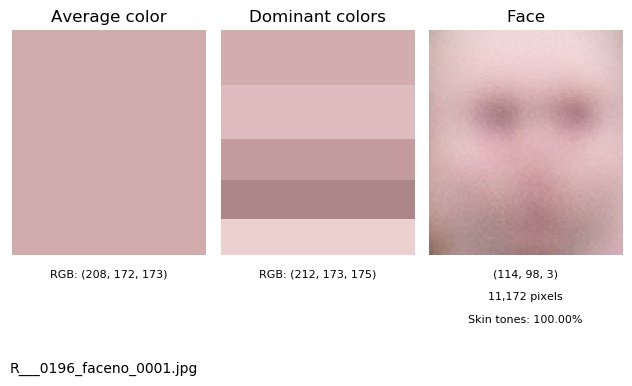 Average color
Dominant colors
Face
RGB: (208, 172, 173)
RGB: (212, 173, 175)
(114, 98, 3)
11,172 pixels
Skin tones: 100.00%
R___0196_faceno_0001.jpg